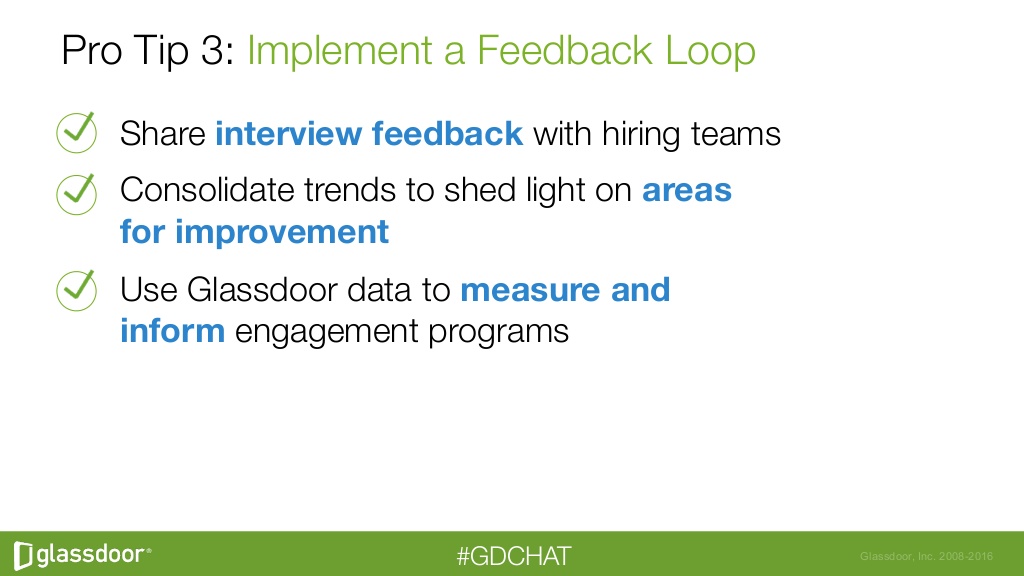 Pro Tip 3: Implement a Feedback Loop
Share interview feedback with hiring teams
Consolidate trends to shed light on areas
for improvement
Use Glassdoor data to measure and
inform engagement programs
glassdoor®
#GDCHAT
Glassdoor, Inc. 2008-2016